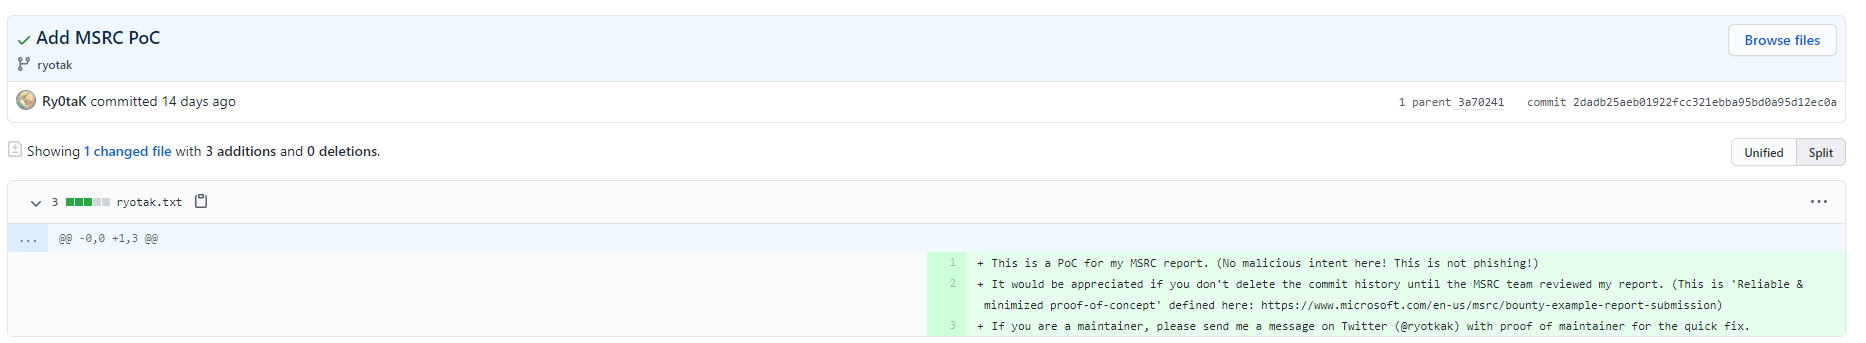 Add MSRC PoC
Browse files
ryotak
Ry0taK committed 14 days ago
1 parent 3a70241 commit 2dadb25aeb01922fcc321ebba95bd0a95d12ec0a
Showing 1 changed file with 3 additions and 0 deletions.
Unified Split
3 ryotak.txt
...
... @@ -0,0 +1,3 @@
1 + This is a PoC for my MSRC report. (No malicious intent here! This is not phishing!)
2 + It would be appreciated if you don't delete the commit history until the MSRC team reviewed my report. (This is 'Reliable &
minimized proof-of-concept' defined here: https://www.microsoft.com/en-us/msrc/bounty-example-report-submission)
3 + If you are a maintainer, please send me a message on Twitter (@ryotkak) with proof of maintainer for the quick fix.